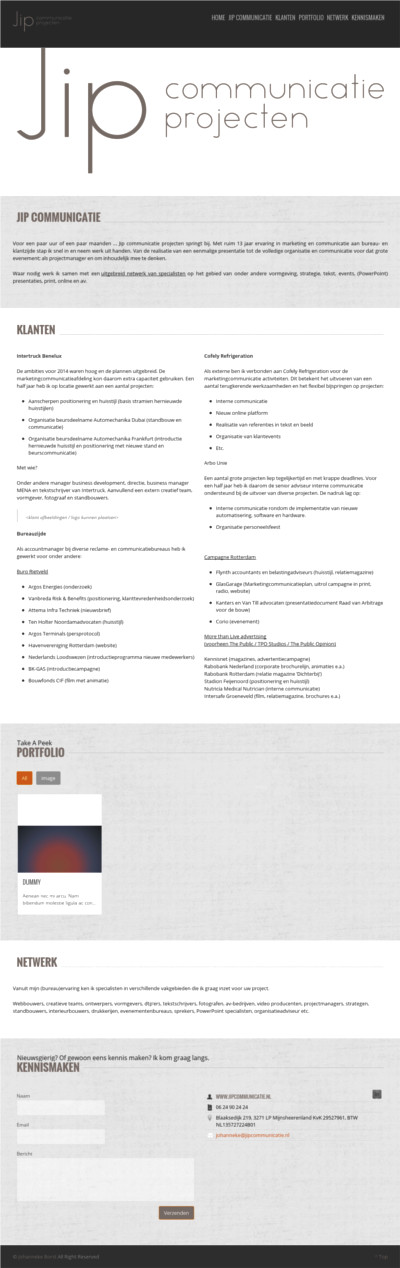 Jip communicatie
projecten
HOME JIP COMMUNICATIE KLANTEN PORTFOLIO NETWERK KENNISMAKEN
Jip communicatie
projecten
JIP COMMUNICATIE
Voor een paar uur of een paar maanden ... Jip communicatie projecten springt bij. Met ruim 13 jaar ervaring in marketing en communicatie aan bureau- en
klantzijde stap ik snel in en neem werk uit handen. Van de realisatie van een eenmalige presentatie tot de volledige organisatie en communicatie voor dat grote
evenement; als projectmanager en om inhoudelijk mee te denken.
Waar nodig werk ik samen met een uitgebreid netwerk van specialisten op het gebied van onder andere vormgeving, strategie, tekst, events, (PowerPoint)
presentaties, print, online en av.
KLANTEN
Intertruck Benelux
De ambities voor 2014 waren hoog en de plannen uitgebreid. De
marketingcommunicatieafdeling kon daarom extra capaciteit gebruiken. Een
half jaar heb ik op locatie gewerkt aan een aantal projecten:
Aanscherpen positionering en huisstijl (basis stramien hernieuwde
huisstijlen)
Organisatie beursdeelname Automechanika Dubai (standbouw en
communicatie)
Organisatie beursdeelname Automechanika Frankfurt (introductie
hernieuwde huisstijl en positionering met nieuwe stand en
beurscommunicatie)
Met wie?
Onder andere manager business development, directie, business manager
MENA en tekstschrijver van Intertruck. Aanvullend een extern creatief team,
vormgever, fotograaf en standbouwers.
<klant afbeeldingen / logo kunnen plaatsen>
Bureauzijde
Als accountmanager bij diverse reclame- en communicatiebureaus heb ik
gewerkt voor onder andere:
Buro Rietveld
Argos Energies (onderzoek)
Vanbreda Risk & Benefits (positionering, klanttevredenheidsonderzoek)
Attema Infra Techniek (nieuwsbrief)
Ten Holter Noordamadvocaten (huisstijl)
Argos Terminals (persprotocol)
Havenvereniging Rotterdam (website)
Nederlands Loodswezen (introductieprogramma nieuwe medewerkers)
BK-GAS (introductiecampagne)
Bouwfonds CIF (film met animatie)
Cofely Refrigeration
Als externe ben ik verbonden aan Cofely Refrigeration voor de
marketingcommunicatie activiteiten. Dit betekent het uitvoeren van een
aantal terugkerende werkzaamheden en het flexibel bijspringen op projecten:
Interne communicatie
Nieuw online platform
Realisatie van referenties in tekst en beeld
Organisatie van klantevents
Etc.
Arbo Unie
Een aantal grote projecten liep tegelijkertijd en met krappe deadlines. Voor
een half jaar heb ik daarom de senior adviseur interne communicatie
ondersteund bij de uitvoer van diverse projecten. De nadruk lag op:
Interne communicatie rondom de implementatie van nieuwe
automatisering, software en hardware.
Organisatie personeelsfeest
Campagne Rotterdam
Flynth accountants en belastingadviseurs (huisstijl, relatiemagazine)
GlasGarage (Marketingcommunicatieplan, uitrol campagne in print,
radio, website)
Kanters en Van Till advocaten (presentatiedocument Raad van Arbitrage
voor de bouw)
Corio (evenement)
More than Live advertising
(voorheen The Public / TPO Studios / The Public Opinion)
Kennisnet (magazines, advertentiecampagne)
Rabobank Nederland (corporate brochurelijn, animaties e.a.)
Rabobank Rotterdam (relatie magazine 'Dichterbij')
Stadion Feijenoord (positionering en huisstijl)
Nutricia Medical Nutrician (interne communicatie)
Intersafe Groeneveld (film, relatiemagazine, brochures e.a.)
Take A Peek
PORTFOLIO
All Image
DUMMY
Aenean nec mi arcu. Nam
bibendum molestie ligula ac con...
NETWERK
Vanuit mijn (bureau)ervaring ken ik specialisten in verschillende vakgebieden die ik graag inzet voor uw project.
Webbouwers, creatieve teams, ontwerpers, vormgevers, dtp'ers, tekstschrijvers, fotografen, av-bedrijven, video producenten, projectmanagers, strategen,
standbouwers, interieurbouwers, drukkerijen, evenementenbureaus, sprekers, PowerPoint specialisten, organisatieadviseur etc.
Nieuwsgierig? Of gewoon eens kennis maken? Ik kom graag langs.
KENNISMAKEN
Naam
Email
Bericht
Verzenden
WWW.JIPCOMMUNICATIE.NL
06 24 90 24 24
Blaaksedijk 219, 3271 LP Mijnsheerenland KvK 29527961, BTW
NL135727224B01
johanneke@jipcommunicatie.nl
All Right Reserved.
Top